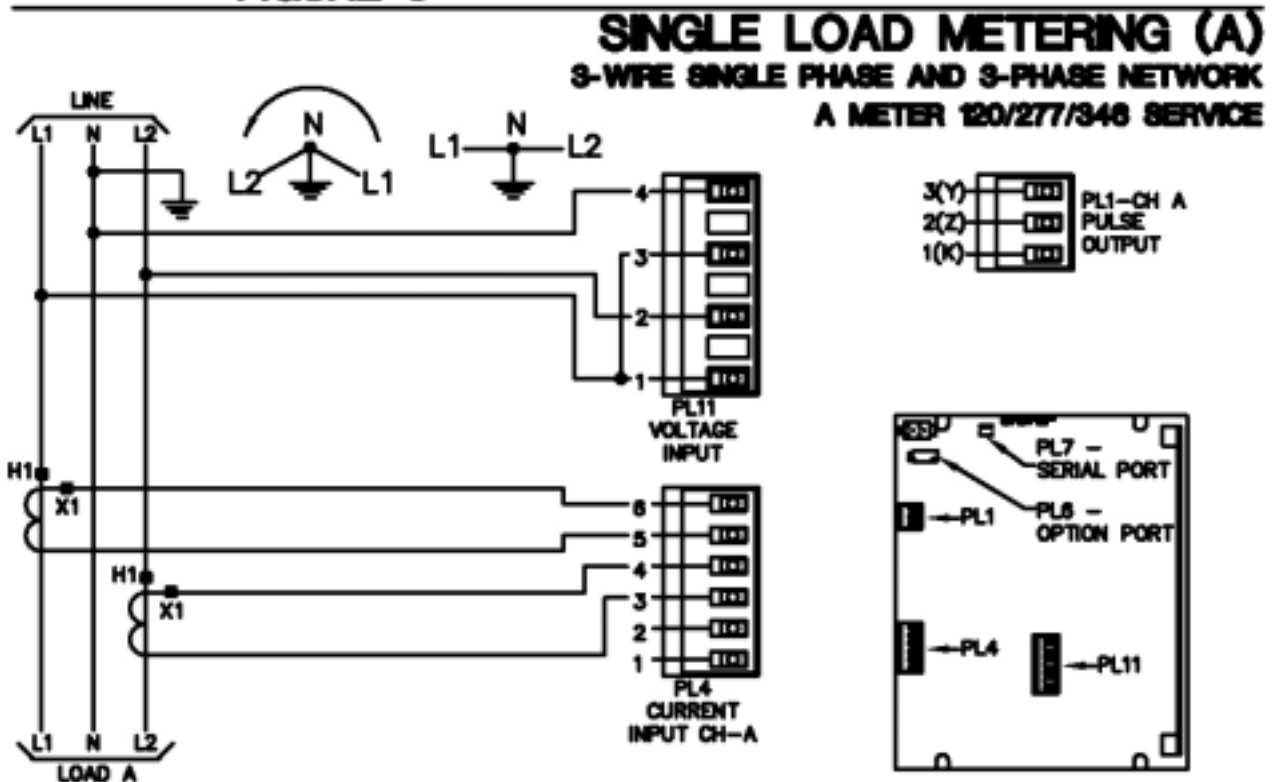 SINGLE LOAD METERING (A)
3-WIRE SINGLE PHASE AND 3-PHASE NETWORK
A METER 120/277/346 SERVICE
LINE
L1 N L2
N
L2 L1
N
L1 L2
4
3
2
1
PL11
VOLTAGE
INPUT
3(Y)
2(Z)
1(K)
PL1-CH A
PULSE
OUTPUT
H1
X1
H1
X1
6
5
4
3
2
1
PL4
CURRENT
INPUT CH-A
PL7 -
SERIAL PORT
PL6 -
OPTION PORT
PL1
PL4
PL11
L1 N L2
LOAD A